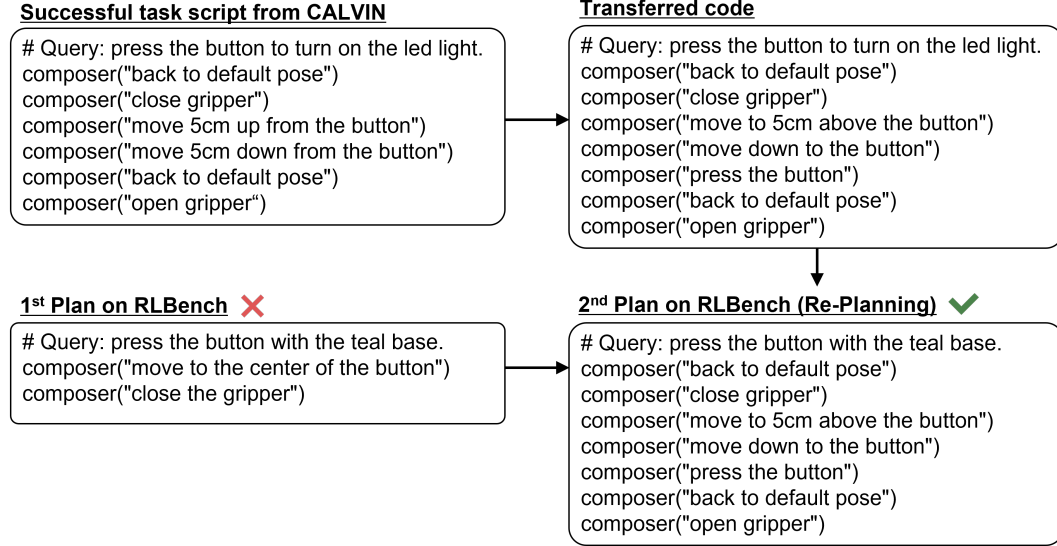 Successful task script from CALVIN
# Query: press the button to turn on the led light.
composer("back to default pose")
composer("close gripper")
composer("move 5cm up from the button")
composer("move 5cm down from the button")
composer("back to default pose")
composer("open gripper“)
Transferred code
# Query: press the button to turn on the led light.
composer("back to default pose")
composer("close gripper")
composer("move to 5cm above the button")
composer("move down to the button")
composer("press the button")
composer("back to default pose")
composer("open gripper")
1st Plan on RLBench
# Query: press the button with the teal base.
composer("move to the center of the button")
composer("close the gripper")
2nd Plan on RLBench (Re-Planning)
# Query: press the button with the teal base.
composer("back to default pose")
composer("close gripper")
composer("move to 5cm above the button")
composer("move down to the button")
composer("press the button")
composer("back to default pose")
composer("open gripper")